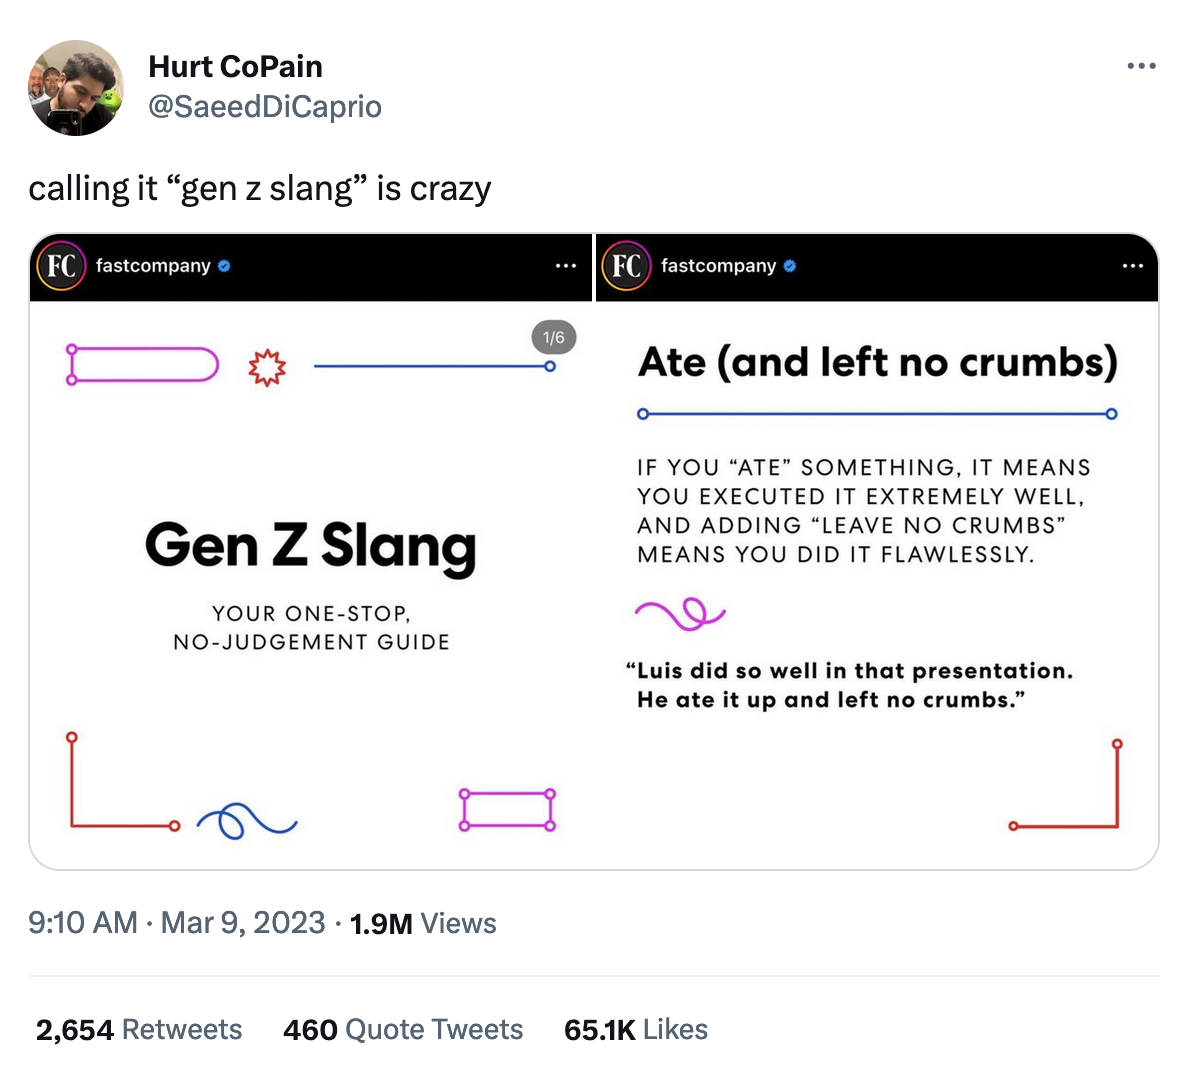 Hurt CoPain
@SaeedDiCaprio
calling it “gen z slang” is crazy
FC fastcompany
1/6
Gen Z Slang
YOUR ONE-STOP,
NO-JUDGEMENT GUIDE
FC fastcompany
Ate (and left no crumbs)
IF YOU “ATE” SOMETHING, IT MEANS
YOU EXECUTED IT EXTREMELY WELL,
AND ADDING “LEAVE NO CRUMBS”
MEANS YOU DID IT FLAWLESSLY.
“Luis did so well in that presentation.
He ate it up and left no crumbs.”
9:10 AM · Mar 9, 2023 · 1.9M Views
2,654 Retweets 460 Quote Tweets 65.1K Likes